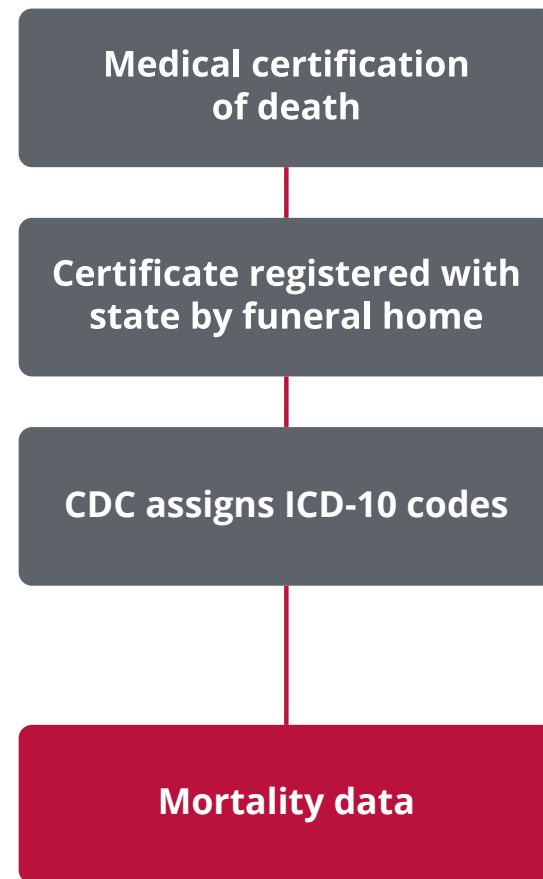 Medical certification
of death
Certificate registered with
state by funeral home
CDC assigns ICD-10 codes
Mortality data